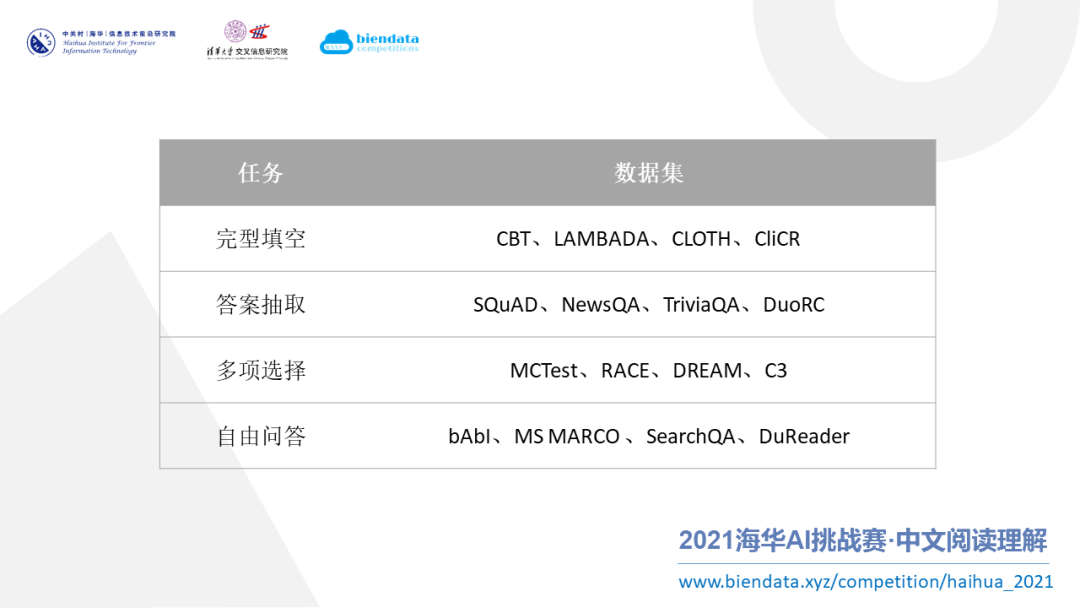 中关村|海华|信息技术前沿研究院
Haihua Institute For Frontier
Information Technology
清华大学交叉信息研究院
biendata
competitions
任务 数据集
完型填空 CBT、LAMBADA、CLOTH、CliCR
答案抽取 SQuAD、NewsQA、TriviaQA、DuoRC
多项选择 MCTest、RACE、DREAM、C3
自由问答 bAbI、MS MARCO 、SearchQA、DuReader
2021海华AI挑战赛·中文阅读理解
www.biendata.xyz/competition/haihua_2021